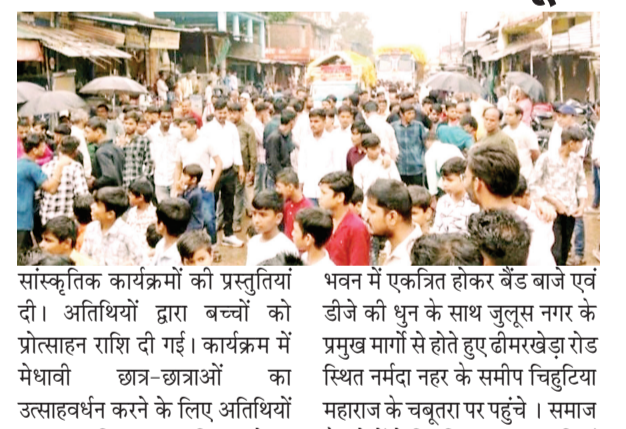 सांस्कृतिक कार्यक्रमों की प्रस्तुतियां
दी। अतिथियों द्वारा बच्चों को
प्रोत्साहन राशि दी गई। कार्यक्रम में
मेधावी छात्र-छात्राओं का
उत्साहवर्धन करने के लिए अतिथियों
भवन में एकत्रित होकर बैंड बाजे एवं
डीजे की धुन के साथ जुलूस नगर के
प्रमुख मार्गो से होते हुए ढीमरखेड़ा रोड
स्थित नर्मदा नहर के समीप चिहुटिया
महाराज के चबूतरा पर पहुंचे । समाज